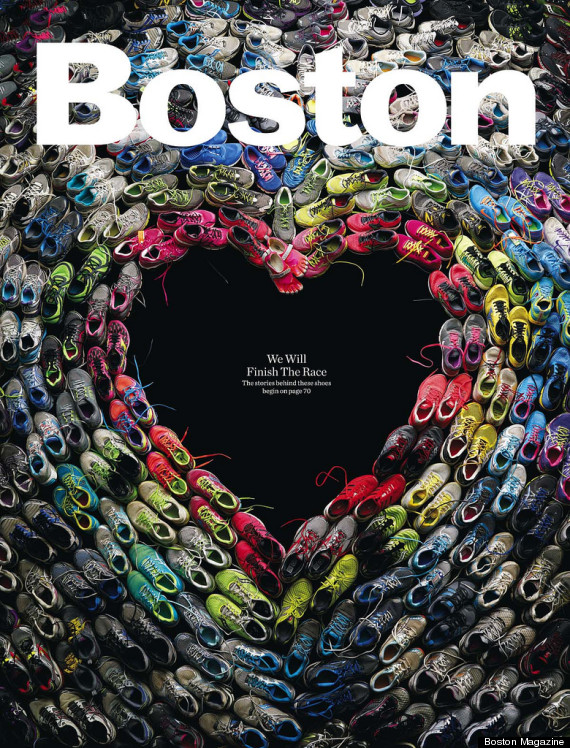 Boston
We Will
Finish The Race
The stories behind these shoes
begin on page 70
Boston Magazine